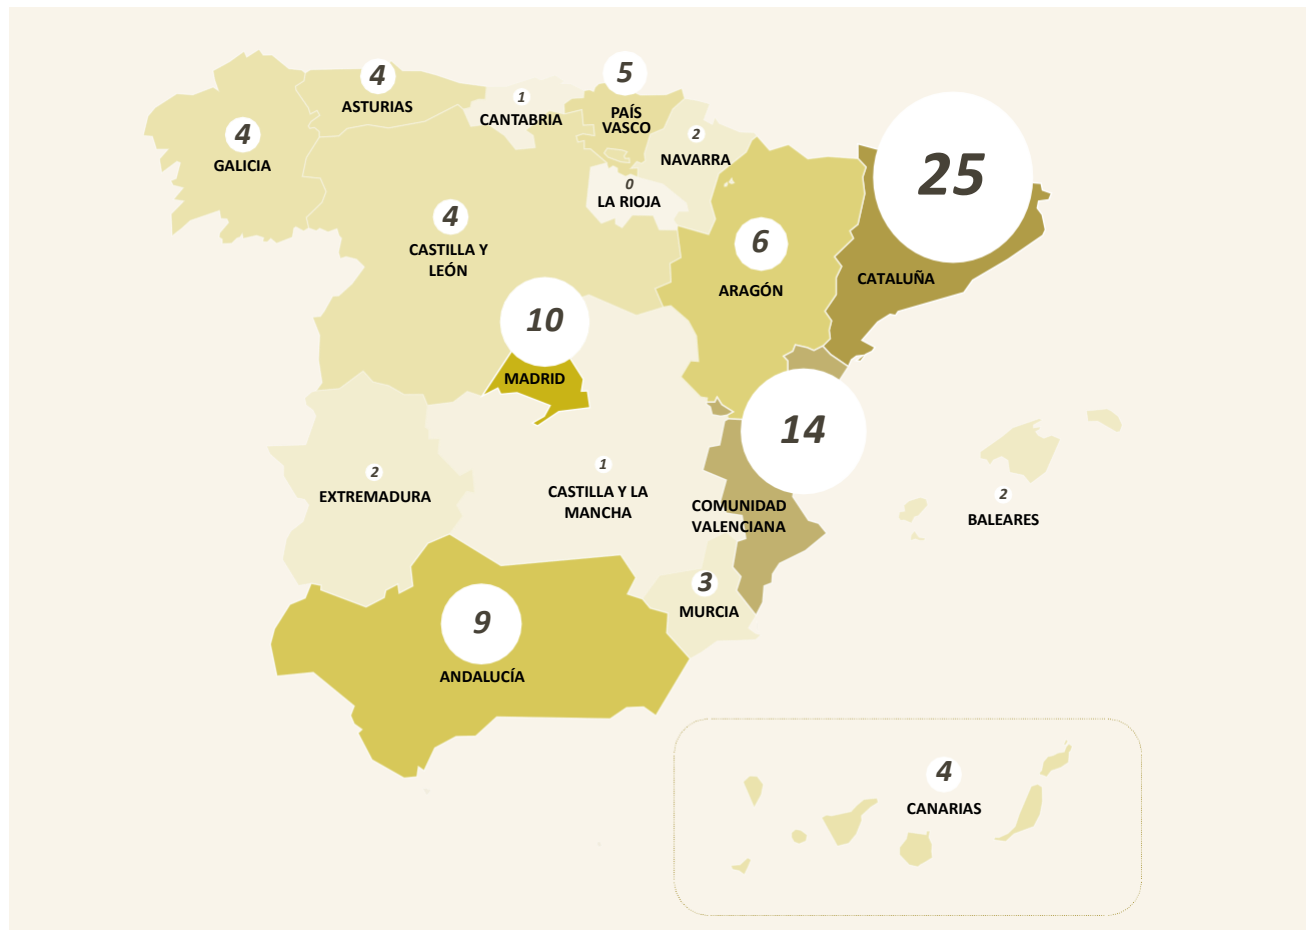 4
ASTURIAS
5
PAÍS
VASCO
1
CANTABRIA
4
GALICIA
2
NAVARRA
25
CATALUÑA
0
LA RIOJA
4
CASTILLA Y
LEÓN
6
ARAGÓN
10
MADRID
14
COMUNIDAD
VALENCIANA
2
EXTREMADURA
1
CASTILLA Y LA
MANCHA
2
BALEARES
3
MURCIA
9
ANDALUCÍA
4
CANARIAS